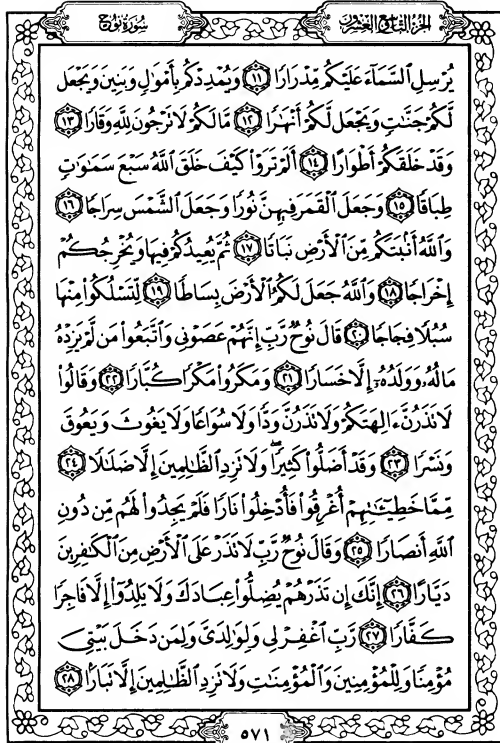 الجزء التاسع والعشرون
سورة نوح
يُرۡسِلِ ٱلسَّمَآءَ عَلَيۡكُم مِّدۡرَارٗا ١١ وَيُمۡدِدۡكُم بِأَمۡوَٰلٖ وَبَنِينَ وَيَجۡعَل
لَّكُمۡ جَنَّٰتٖ وَيَجۡعَل لَّكُمۡ أَنۡهَٰرٗا ١٢ مَّا لَكُمۡ لَا تَرۡجُونَ لِلَّهِ وَقَارٗا ١٣
وَقَدۡ خَلَقَكُمۡ أَطۡوَارًا ١٤ أَلَمۡ تَرَوۡاْ كَيۡفَ خَلَقَ ٱللَّهُ سَبۡعَ سَمَٰوَٰتٖ
طِبَاقٗا ١٥ وَجَعَلَ ٱلۡقَمَرَ فِيهِنَّ نُورٗا وَجَعَلَ ٱلشَّمۡسَ سِرَاجٗا ١٦
وَٱللَّهُ أَنۢبَتَكُم مِّنَ ٱلۡأَرۡضِ نَبَاتٗا ١٧ ثُمَّ يُعِيدُكُمۡ فِيهَا وَيُخۡرِجُكُمۡ
إِخۡرَاجٗا ١٨ وَٱللَّهُ جَعَلَ لَكُمُ ٱلۡأَرۡضَ بِسَاطٗا ١٩ لِّتَسۡلُكُواْ مِنۡهَا
سُبُلٗا فِجَاجٗا ٢٠ قَالَ نُوحٞ رَّبِّ إِنَّهُمۡ عَصَوۡنِي وَٱتَّبَعُواْ مَن لَّمۡ يَزِدۡهُ
مَالُهُۥ وَوَلَدُهُۥٓ إِلَّا خَسَارٗا ٢١ وَمَكَرُواْ مَكۡرٗا كُبَّارٗا ٢٢ وَقَالُواْ
لَا تَذَرُنَّ ءَالِهَتَكُمۡ وَلَا تَذَرُنَّ وَدّٗا وَلَا سُوَاعٗا وَلَا يَغُوثَ وَيَعُوقَ
وَنَسۡرٗا ٢٣ وَقَدۡ أَضَلُّواْ كَثِيرٗاۖ وَلَا تَزِدِ ٱلظَّٰلِمِينَ إِلَّا ضَلَٰلٗا ٢٤
مِّمَّا خَطِيٓـَٰٔتِهِمۡ أُغۡرِقُواْ فَأُدۡخِلُواْ نَارٗا فَلَمۡ يَجِدُواْ لَهُم مِّن دُونِ
ٱللَّهِ أَنصَارٗا ٢٥ وَقَالَ نُوحٞ رَّبِّ لَا تَذَرۡ عَلَى ٱلۡأَرۡضِ مِنَ ٱلۡكَٰفِرِينَ
دَيَّارًا ٢٦ إِنَّكَ إِن تَذَرۡهُمۡ يُضِلُّواْ عِبَادَكَ وَلَا يَلِدُوٓاْ إِلَّا فَاجِرٗا
كَفَّارٗا ٢٧ رَّبِّ ٱغۡفِرۡ لِي وَلِوَٰلِدَيَّ وَلِمَن دَخَلَ بَيۡتِيَ
مُؤۡمِنٗا وَلِلۡمُؤۡمِنِينَ وَٱلۡمُؤۡمِنَٰتِۖ وَلَا تَزِدِ ٱلظَّٰلِمِينَ إِلَّا تَبَارَۢا ٢٨
٥٧١